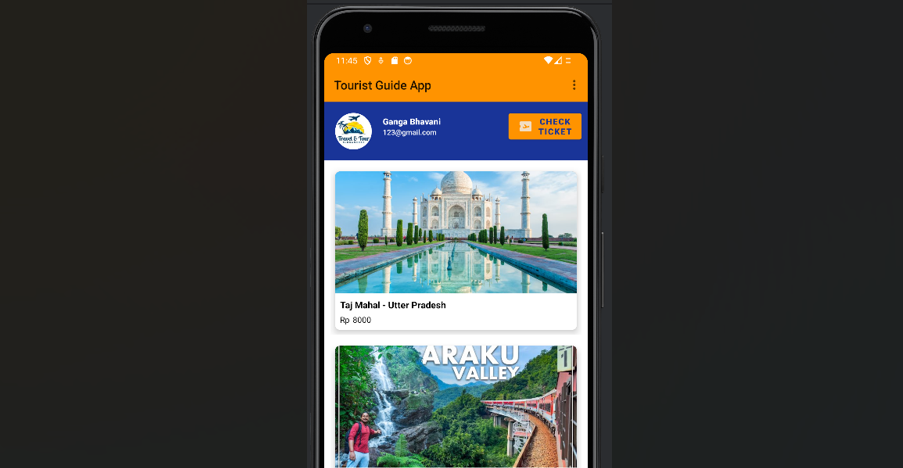 11:45
Tourist Guide App
Ganga Bhavani
123@gmail.com
CHECK
TICKET
Travel & Tour
Taj Mahal - Utter Pradesh
Rp 8000
ARAKU
VALLEY
1